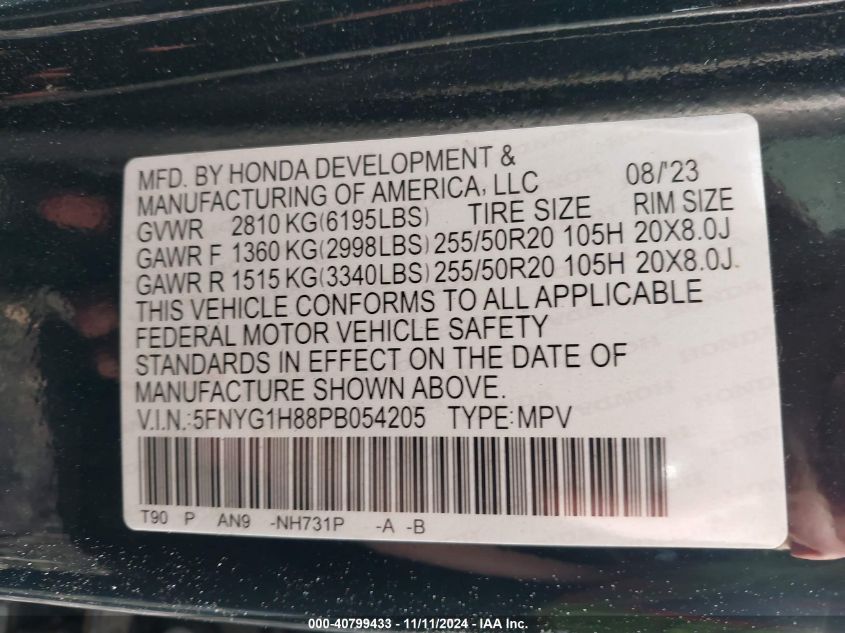 MFD. BY HONDA DEVELOPMENT &
MANUFACTURING OF AMERICA, LLC 08/'23
GVWR 2810 KG(6195LBS) TIRE SIZE RIM SIZE
GAWR F 1360 KG(2998LBS) 255/50R20 105H 20X8.0J
GAWR R 1515 KG(3340LBS) 255/50R20 105H 20X8.0J.
THIS VEHICLE CONFORMS TO ALL APPLICABLE
FEDERAL MOTOR VEHICLE SAFETY
STANDARDS IN EFFECT ON THE DATE OF
MANUFACTURE SHOWN ABOVE.
V.I.N.:5FNYG1H88PB054205 TYPE:MPV
T90 P AN9 -NH731P -A -B
000-40799433 - 11/11/2024 - IAA Inc.